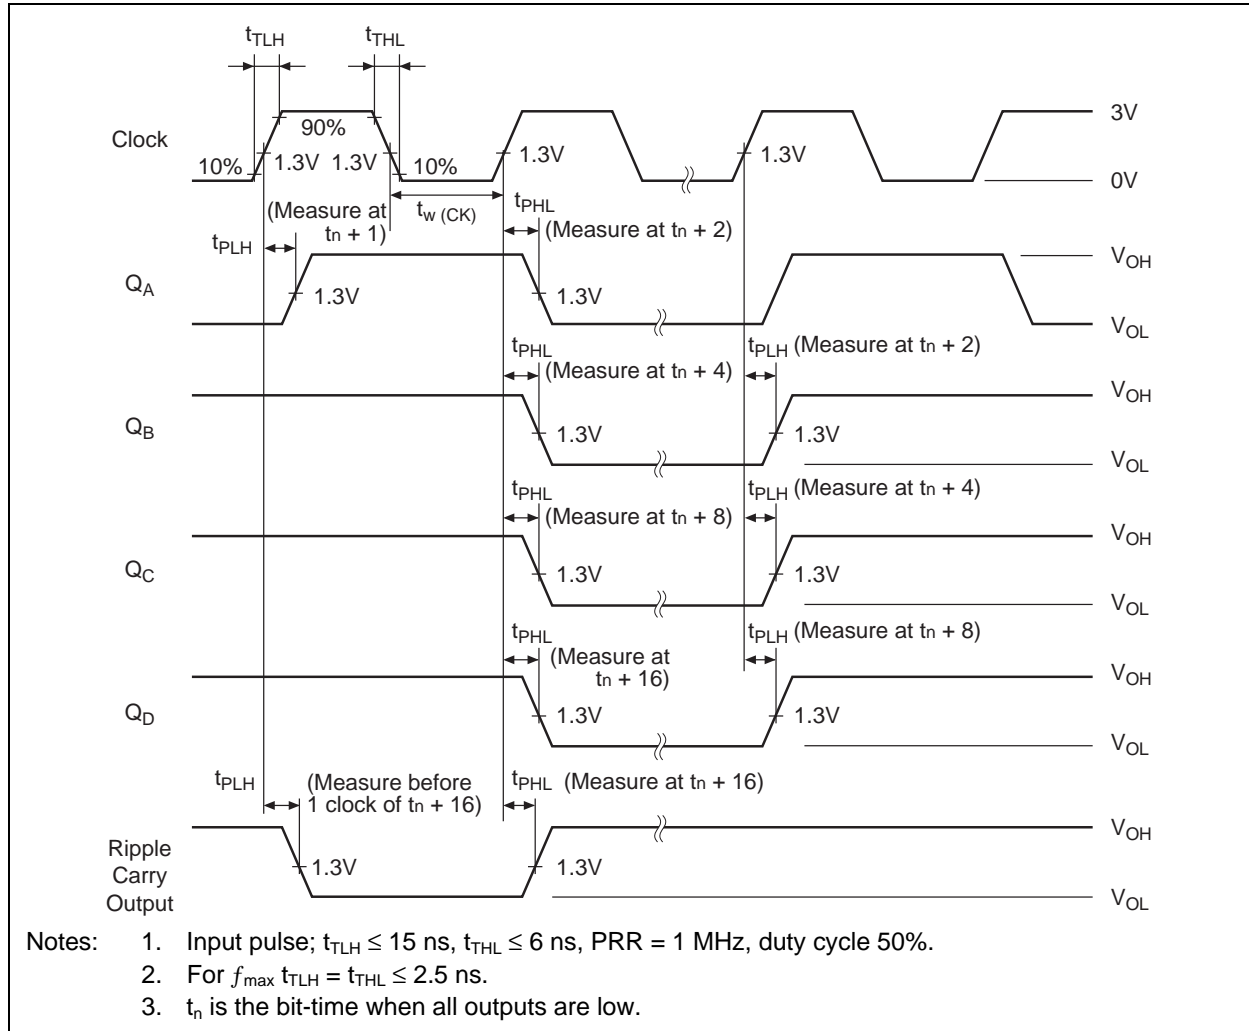 tTLH
tTHL
3V
90%
Clock
10%
1.3V
1.3V
10%
1.3V
1.3V
0V
(Measure at
tn + 1)
tw (CK)
tPHL
(Measure at tn + 2)
tPLH
VOH
QA
1.3V
1.3V
VOL
tPHL
(Measure at tn + 4)
tPLH (Measure at tn + 2)
VOH
QB
1.3V
1.3V
VOL
tPHL
(Measure at tn + 8)
tPLH (Measure at tn + 4)
VOH
QC
1.3V
1.3V
VOL
tPHL
(Measure at
tn + 16)
tPLH (Measure at tn + 8)
VOH
QD
1.3V
1.3V
VOL
tPLH
(Measure before
1 clock of tn + 16)
tPHL (Measure at tn + 16)
VOH
Ripple
Carry
Output
1.3V
1.3V
VOL
Notes: 1. Input pulse; tTLH ≤ 15 ns, tTHL ≤ 6 ns, PRR = 1 MHz, duty cycle 50%.
2. For fmax tTLH = tTHL ≤ 2.5 ns.
3. tn is the bit-time when all outputs are low.